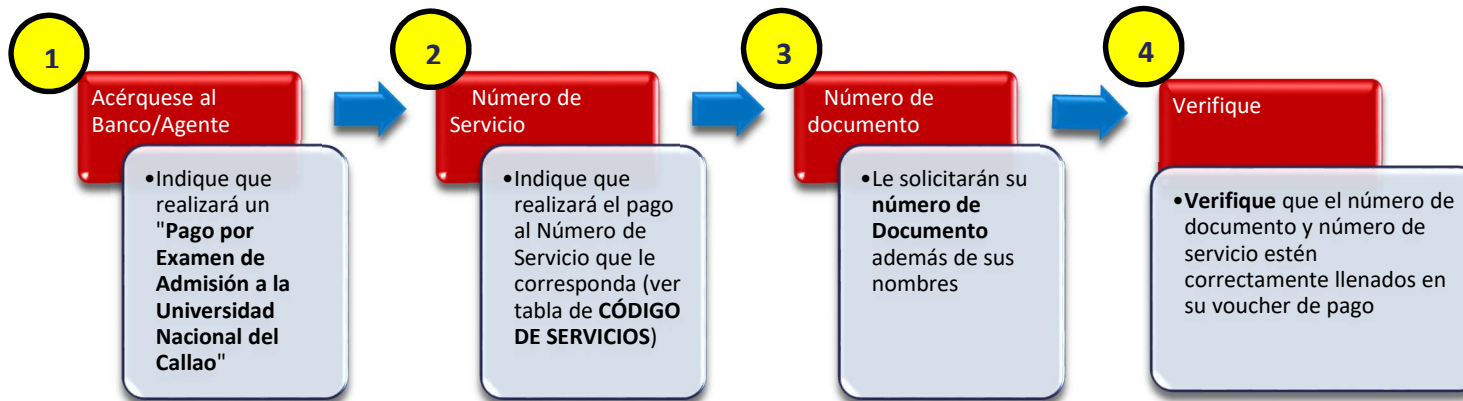 1
Acérquese al
Banco/Agente
•Indique que
realizará un
"Pago por
Examen de
Admisión a la
Universidad
Nacional del
Callao"
2
Número de
Servicio
•Indique que
realizará el pago
al Número de
Servicio que le
corresponda (ver
tabla de CÓDIGO
DE SERVICIOS)
3
Número de
documento
•Le solicitarán su
número de
Documento
además de sus
nombres
4
Verifique
•Verifique que el número de
documento y número de
servicio estén
correctamente llenados en
su voucher de pago